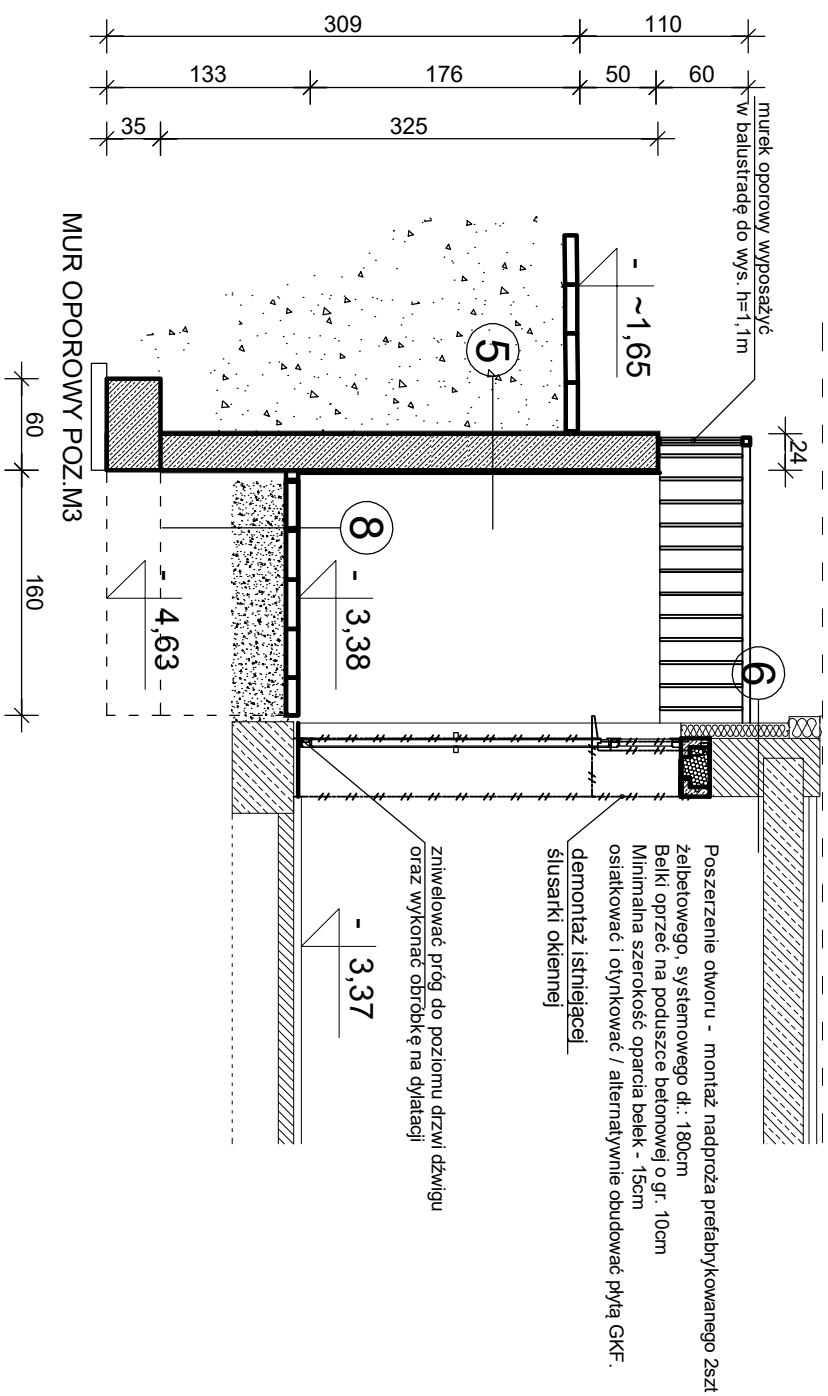 309
110
133
176
50
60
35
325
murek oporowy wyposażyć
w balustradę do wys. h=1,1m
24
- ~1,65
5
6
8
- 3,38
- 4,63
- 3,37
MUR OPOROWY POZ.M3
60
160
Poszerzenie otworu - montaż nadproża prefabrykowanego 2szt
żelbetowego, systemowego dł.: 180cm
Belki oprzeć na poduszce betonowej o gr. 10cm
Minimalna szerokość oparcia belek - 15cm
osiatkować i otynkować / alternatywnie obudować płytą GKF.
demontaż istniejącej
ślusarki okiennej
zniwelować próg do poziomu drzwi dźwigu
oraz wykonać obróbkę na dylatacji